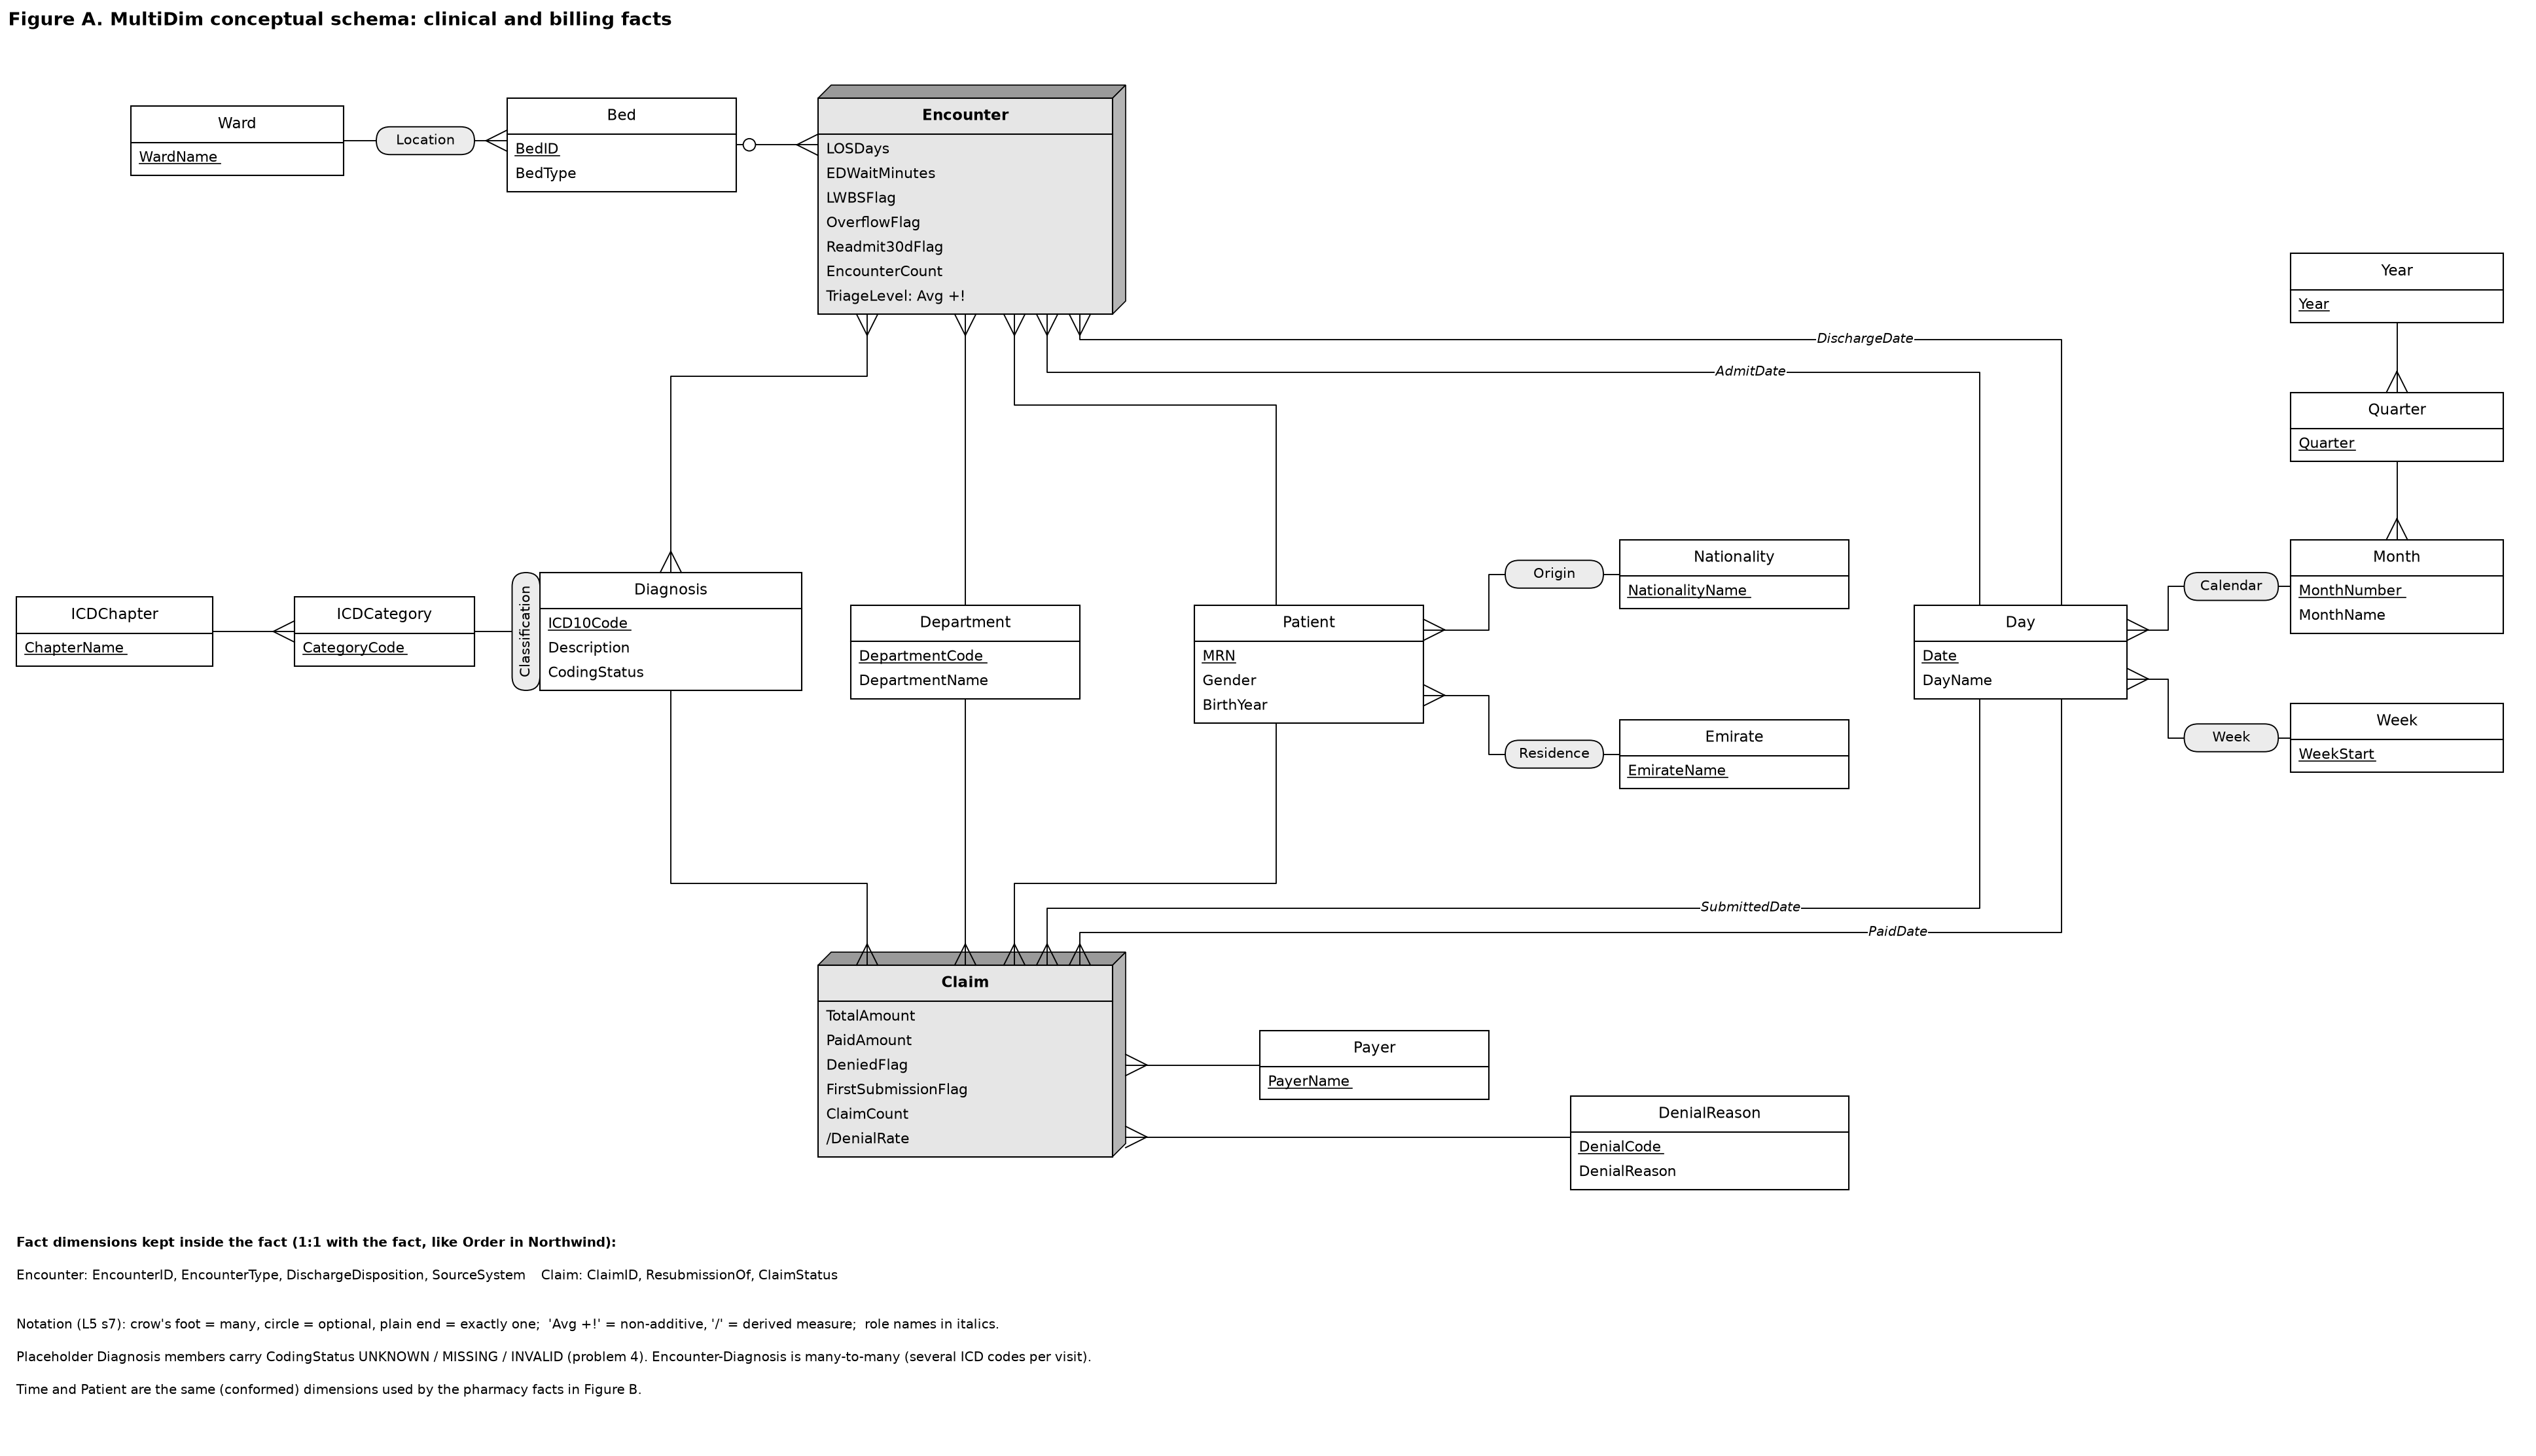 Figure A. MultiDim conceptual schema: clinical and billing facts
Ward
WardName
Location
Bed
BedID
BedType
Encounter
LOSDays
EDWaitMinutes
LWBSFlag
OverflowFlag
Readmit30dFlag
EncounterCount
TriageLevel: Avg +!
DischargeDate
AdmitDate
Year
Year
Quarter
Quarter
Month
MonthNumber
MonthName
Calendar
Day
Date
DayName
Week
Week
WeekStart
ICDChapter
ChapterName
ICDCategory
CategoryCode
Classification
Diagnosis
ICD10Code
Description
CodingStatus
Department
DepartmentCode
DepartmentName
Patient
MRN
Gender
BirthYear
Origin
Nationality
NationalityName
Residence
Emirate
EmirateName
SubmittedDate
PaidDate
Claim
TotalAmount
PaidAmount
DeniedFlag
FirstSubmissionFlag
ClaimCount
/DenialRate
Payer
PayerName
DenialReason
DenialCode
DenialReason
Fact dimensions kept inside the fact (1:1 with the fact, like Order in Northwind):
Encounter: EncounterID, EncounterType, DischargeDisposition, SourceSystem    Claim: ClaimID, ResubmissionOf, ClaimStatus
Notation (L5 s7): crow's foot = many, circle = optional, plain end = exactly one;  'Avg +!' = non-additive, '/' = derived measure;  role names in italics.
Placeholder Diagnosis members carry CodingStatus UNKNOWN / MISSING / INVALID (problem 4). Encounter-Diagnosis is many-to-many (several ICD codes per visit).
Time and Patient are the same (conformed) dimensions used by the pharmacy facts in Figure B.